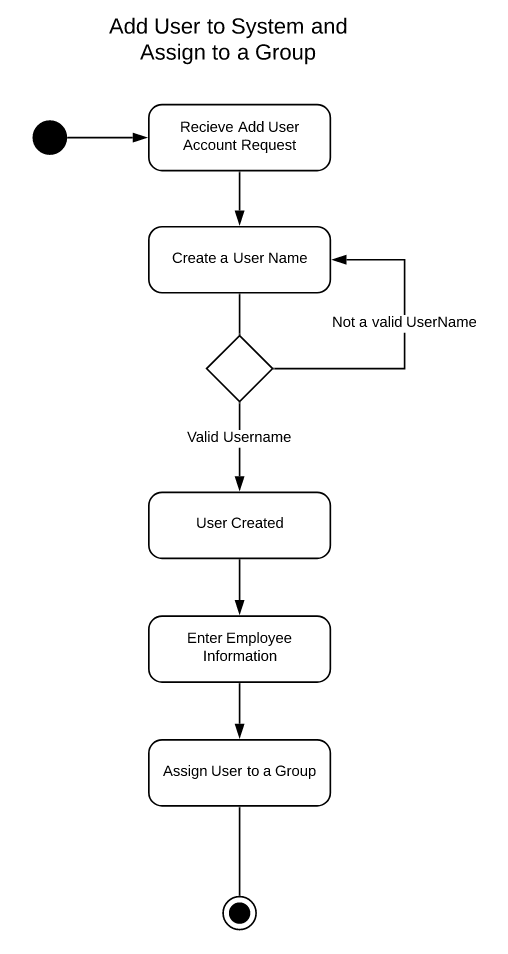 Add User to System and
Assign to a Group
Recieve Add User
Account Request
Create a User Name
Not a valid UserName
Valid Username
User Created
Enter Employee
Information
Assign User to a Group